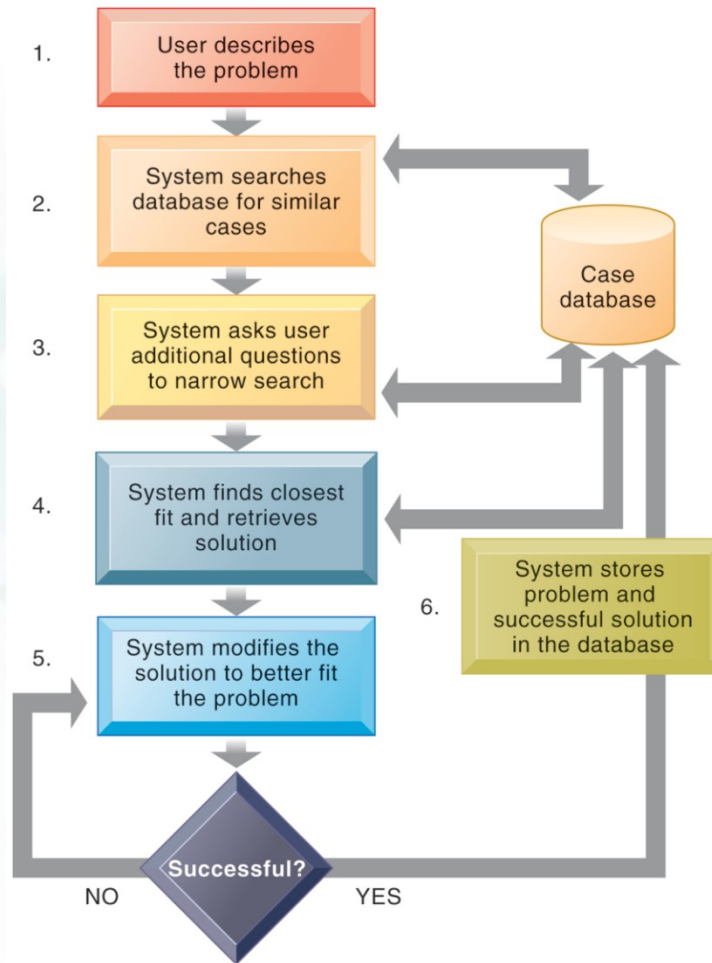 1.
User describes
the problem
2.
System searches
database for similar
cases
Case
database
3.
System asks user
additional questions
to narrow search
4.
System finds closest
fit and retrieves
solution
5.
System modifies the
solution to better fit
the problem
6.
System stores
problem and
successful solution
in the database
Successful?
NO
YES